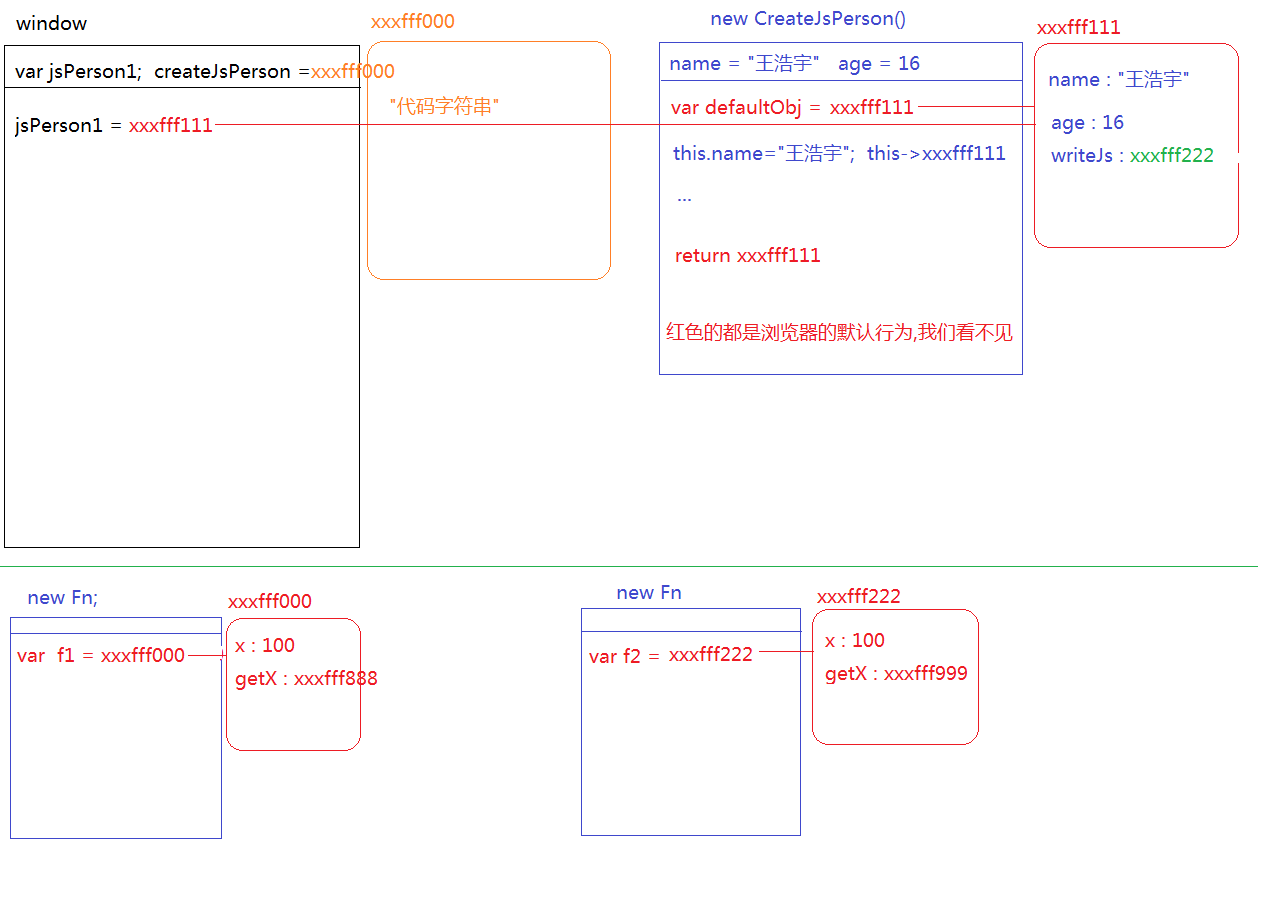 window
xxxfff000
var jsPerson1;  createJsPerson =xxxfff000
"代码字符串"
jsPerson1 = xxxfff111
new CreateJsPerson()
name = "王浩宇"   age = 16
var defaultObj = xxxfff111
this.name="王浩宇";  this->xxxfff111
...
return xxxfff111
红色的都是浏览器的默认行为,我们看不见
xxxfff111
name : "王浩宇"
age : 16
writeJs : xxxfff222
new Fn;
var  f1 = xxxfff000
xxxfff000
x : 100
getX : xxxfff888
new Fn
var f2 = xxxfff222
xxxfff222
x : 100
getX : xxxfff999